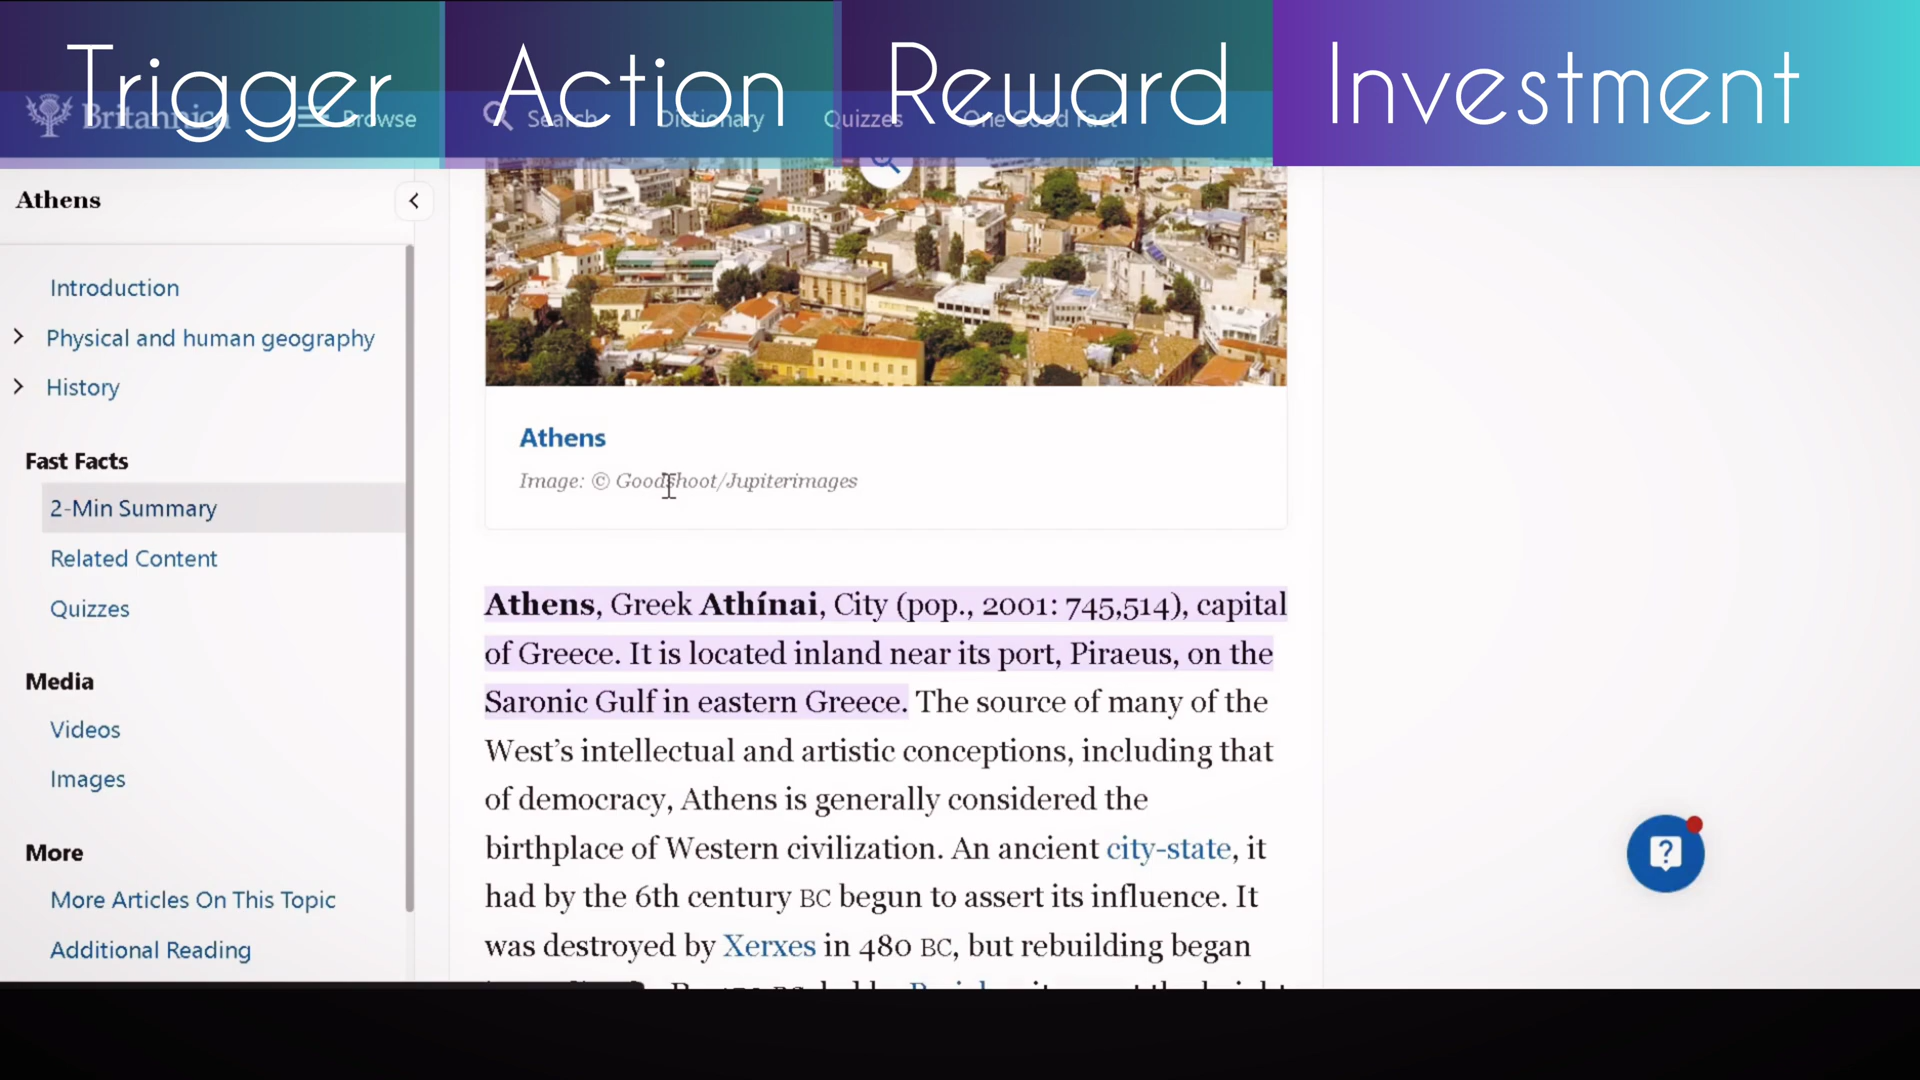 Trigger
Action
Reward
Investment
Britannica
Browse
Search
Dictionary
Quizzes
One Good Fact
Athens
Introduction
Physical and human geography
History
Fast Facts
2-Min Summary
Related Content
Quizzes
Media
Videos
Images
More
More Articles On This Topic
Additional Reading
Athens
Image: © Goodshoot/Jupiterimages
Athens, Greek Athínai, City (pop., 2001: 745,514), capital
of Greece. It is located inland near its port, Piraeus, on the
Saronic Gulf in eastern Greece. The source of many of the
West’s intellectual and artistic conceptions, including that
of democracy, Athens is generally considered the
birthplace of Western civilization. An ancient city-state, it
had by the 6th century BC begun to assert its influence. It
was destroyed by Xerxes in 480 BC, but rebuilding began